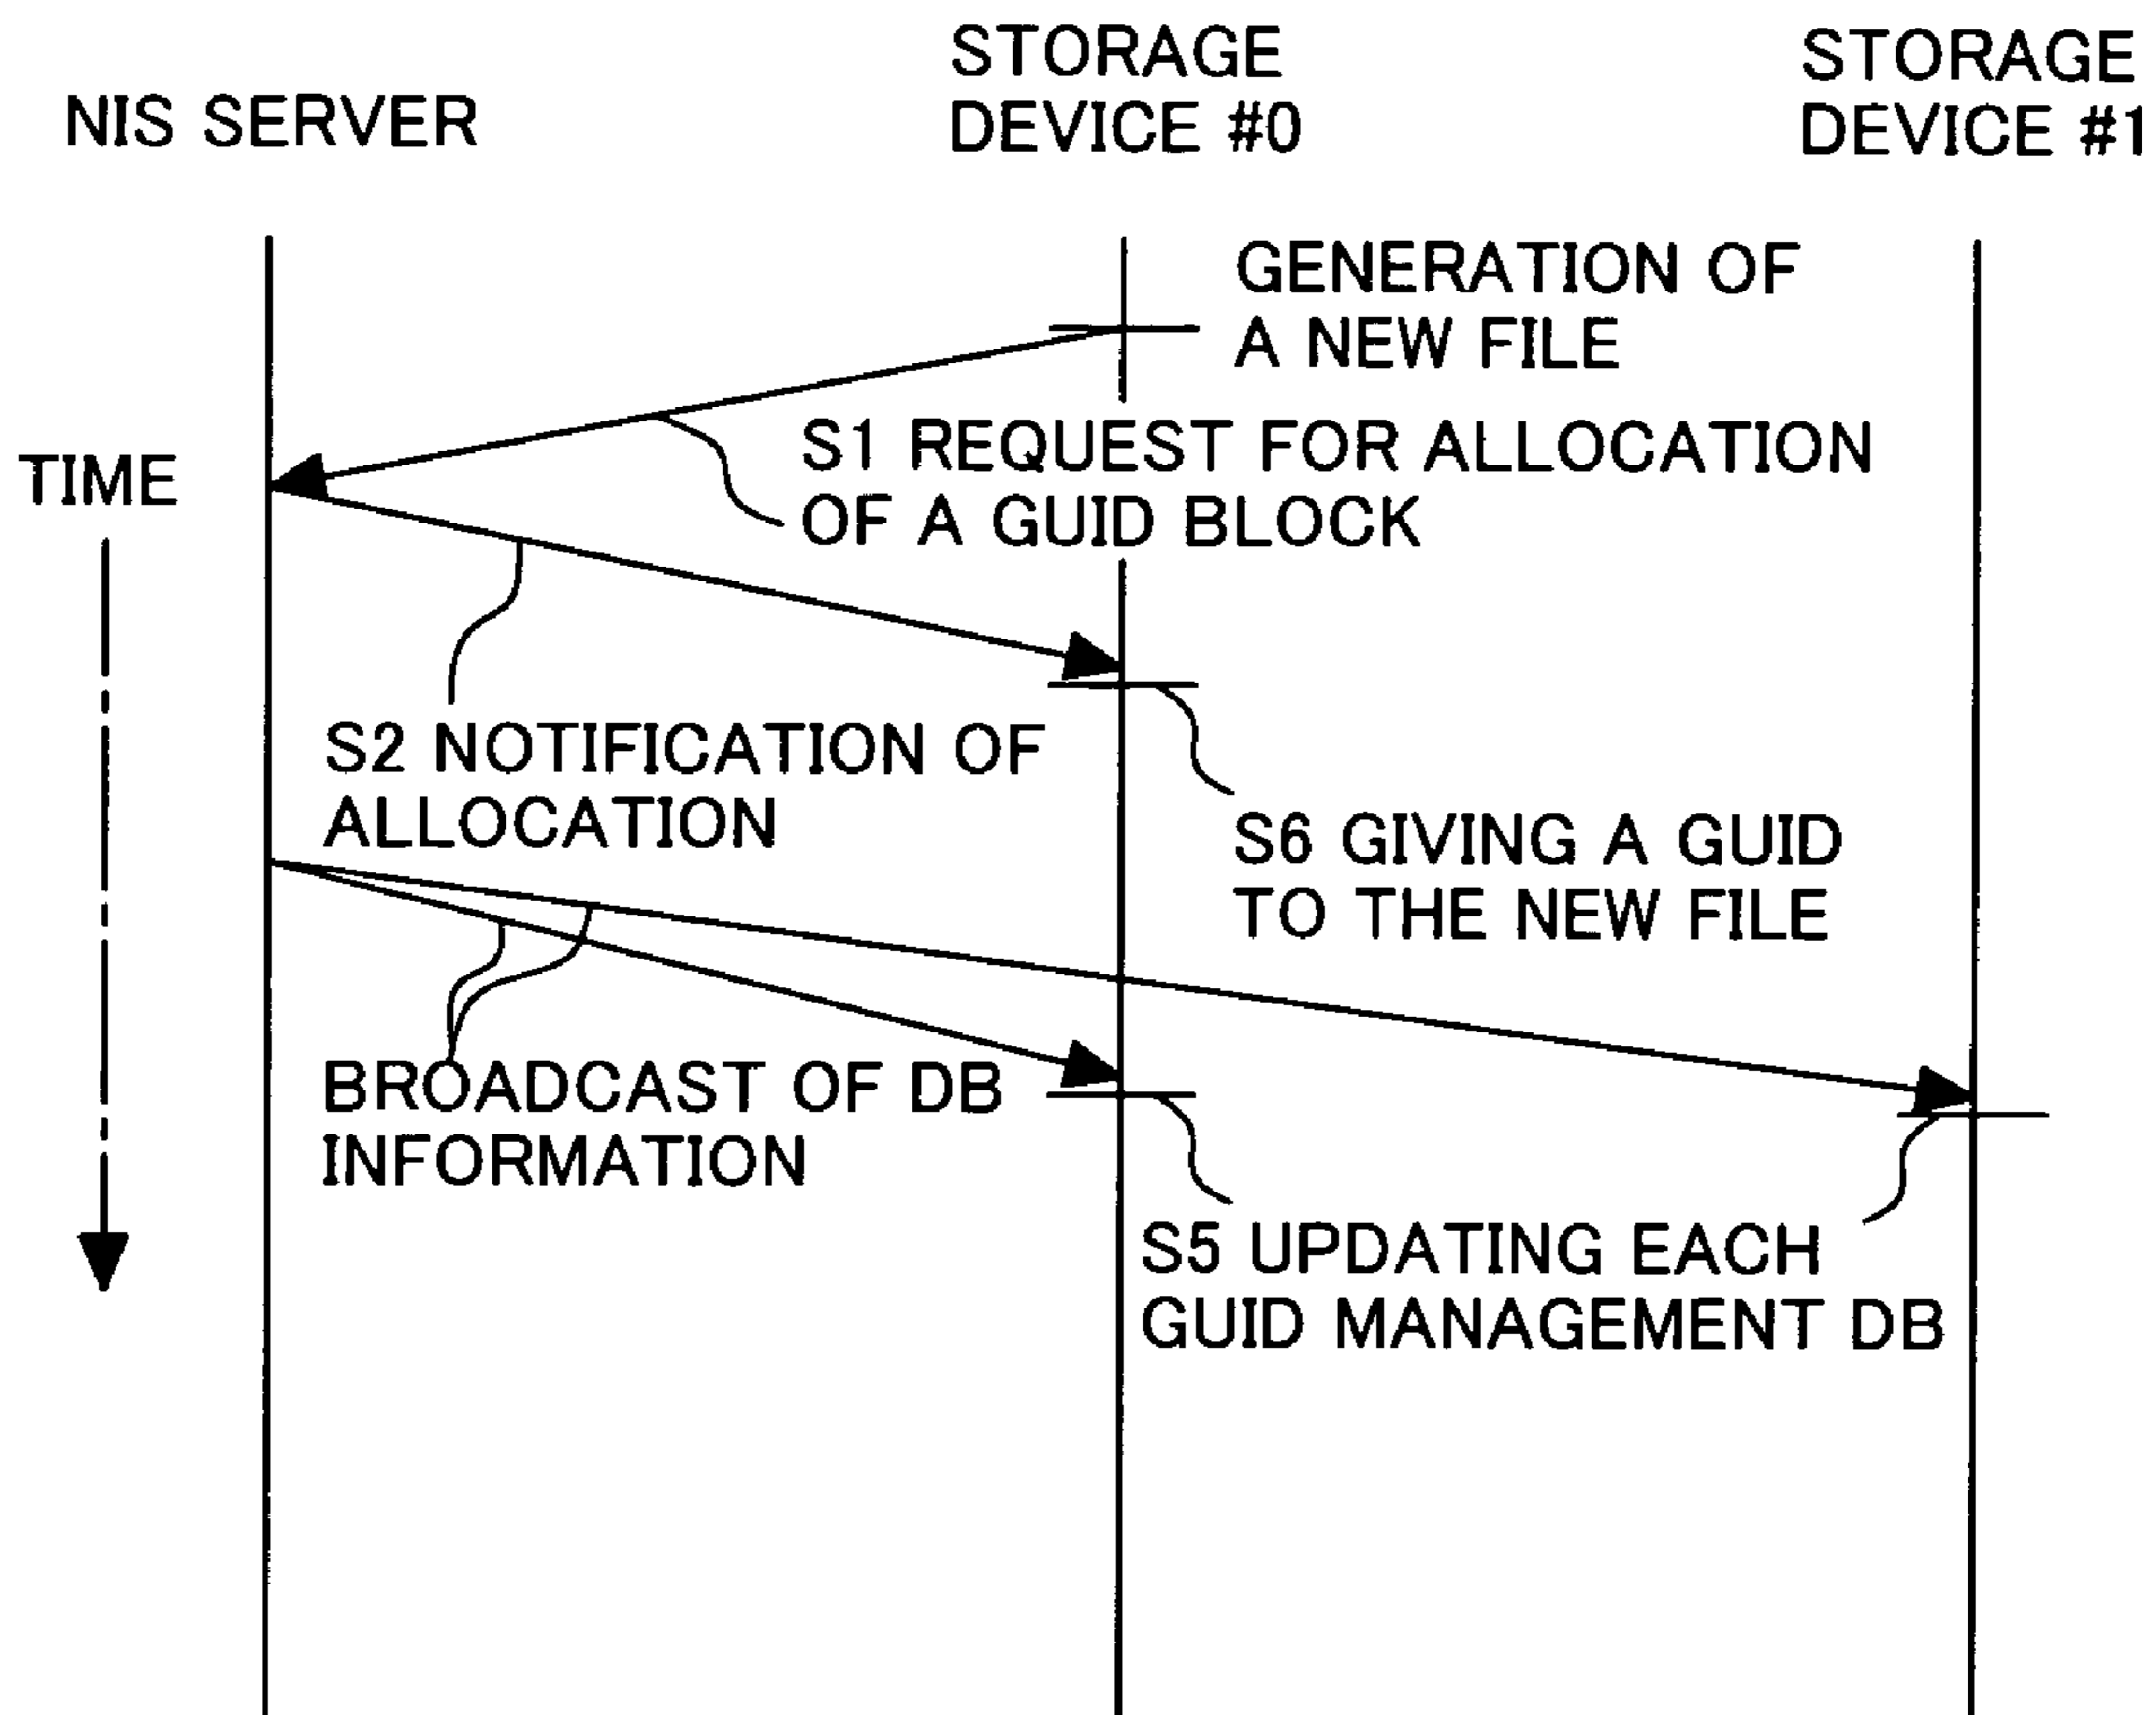 NIS SERVER
STORAGE
DEVICE #0
STORAGE
DEVICE #1
GENERATION OF
A NEW FILE
S1 REQUEST FOR ALLOCATION
OF A GUID BLOCK
TIME
S2 NOTIFICATION OF
ALLOCATION
S6 GIVING A GUID
TO THE NEW FILE
BROADCAST OF DB
INFORMATION
S5 UPDATING EACH
GUID MANAGEMENT DB